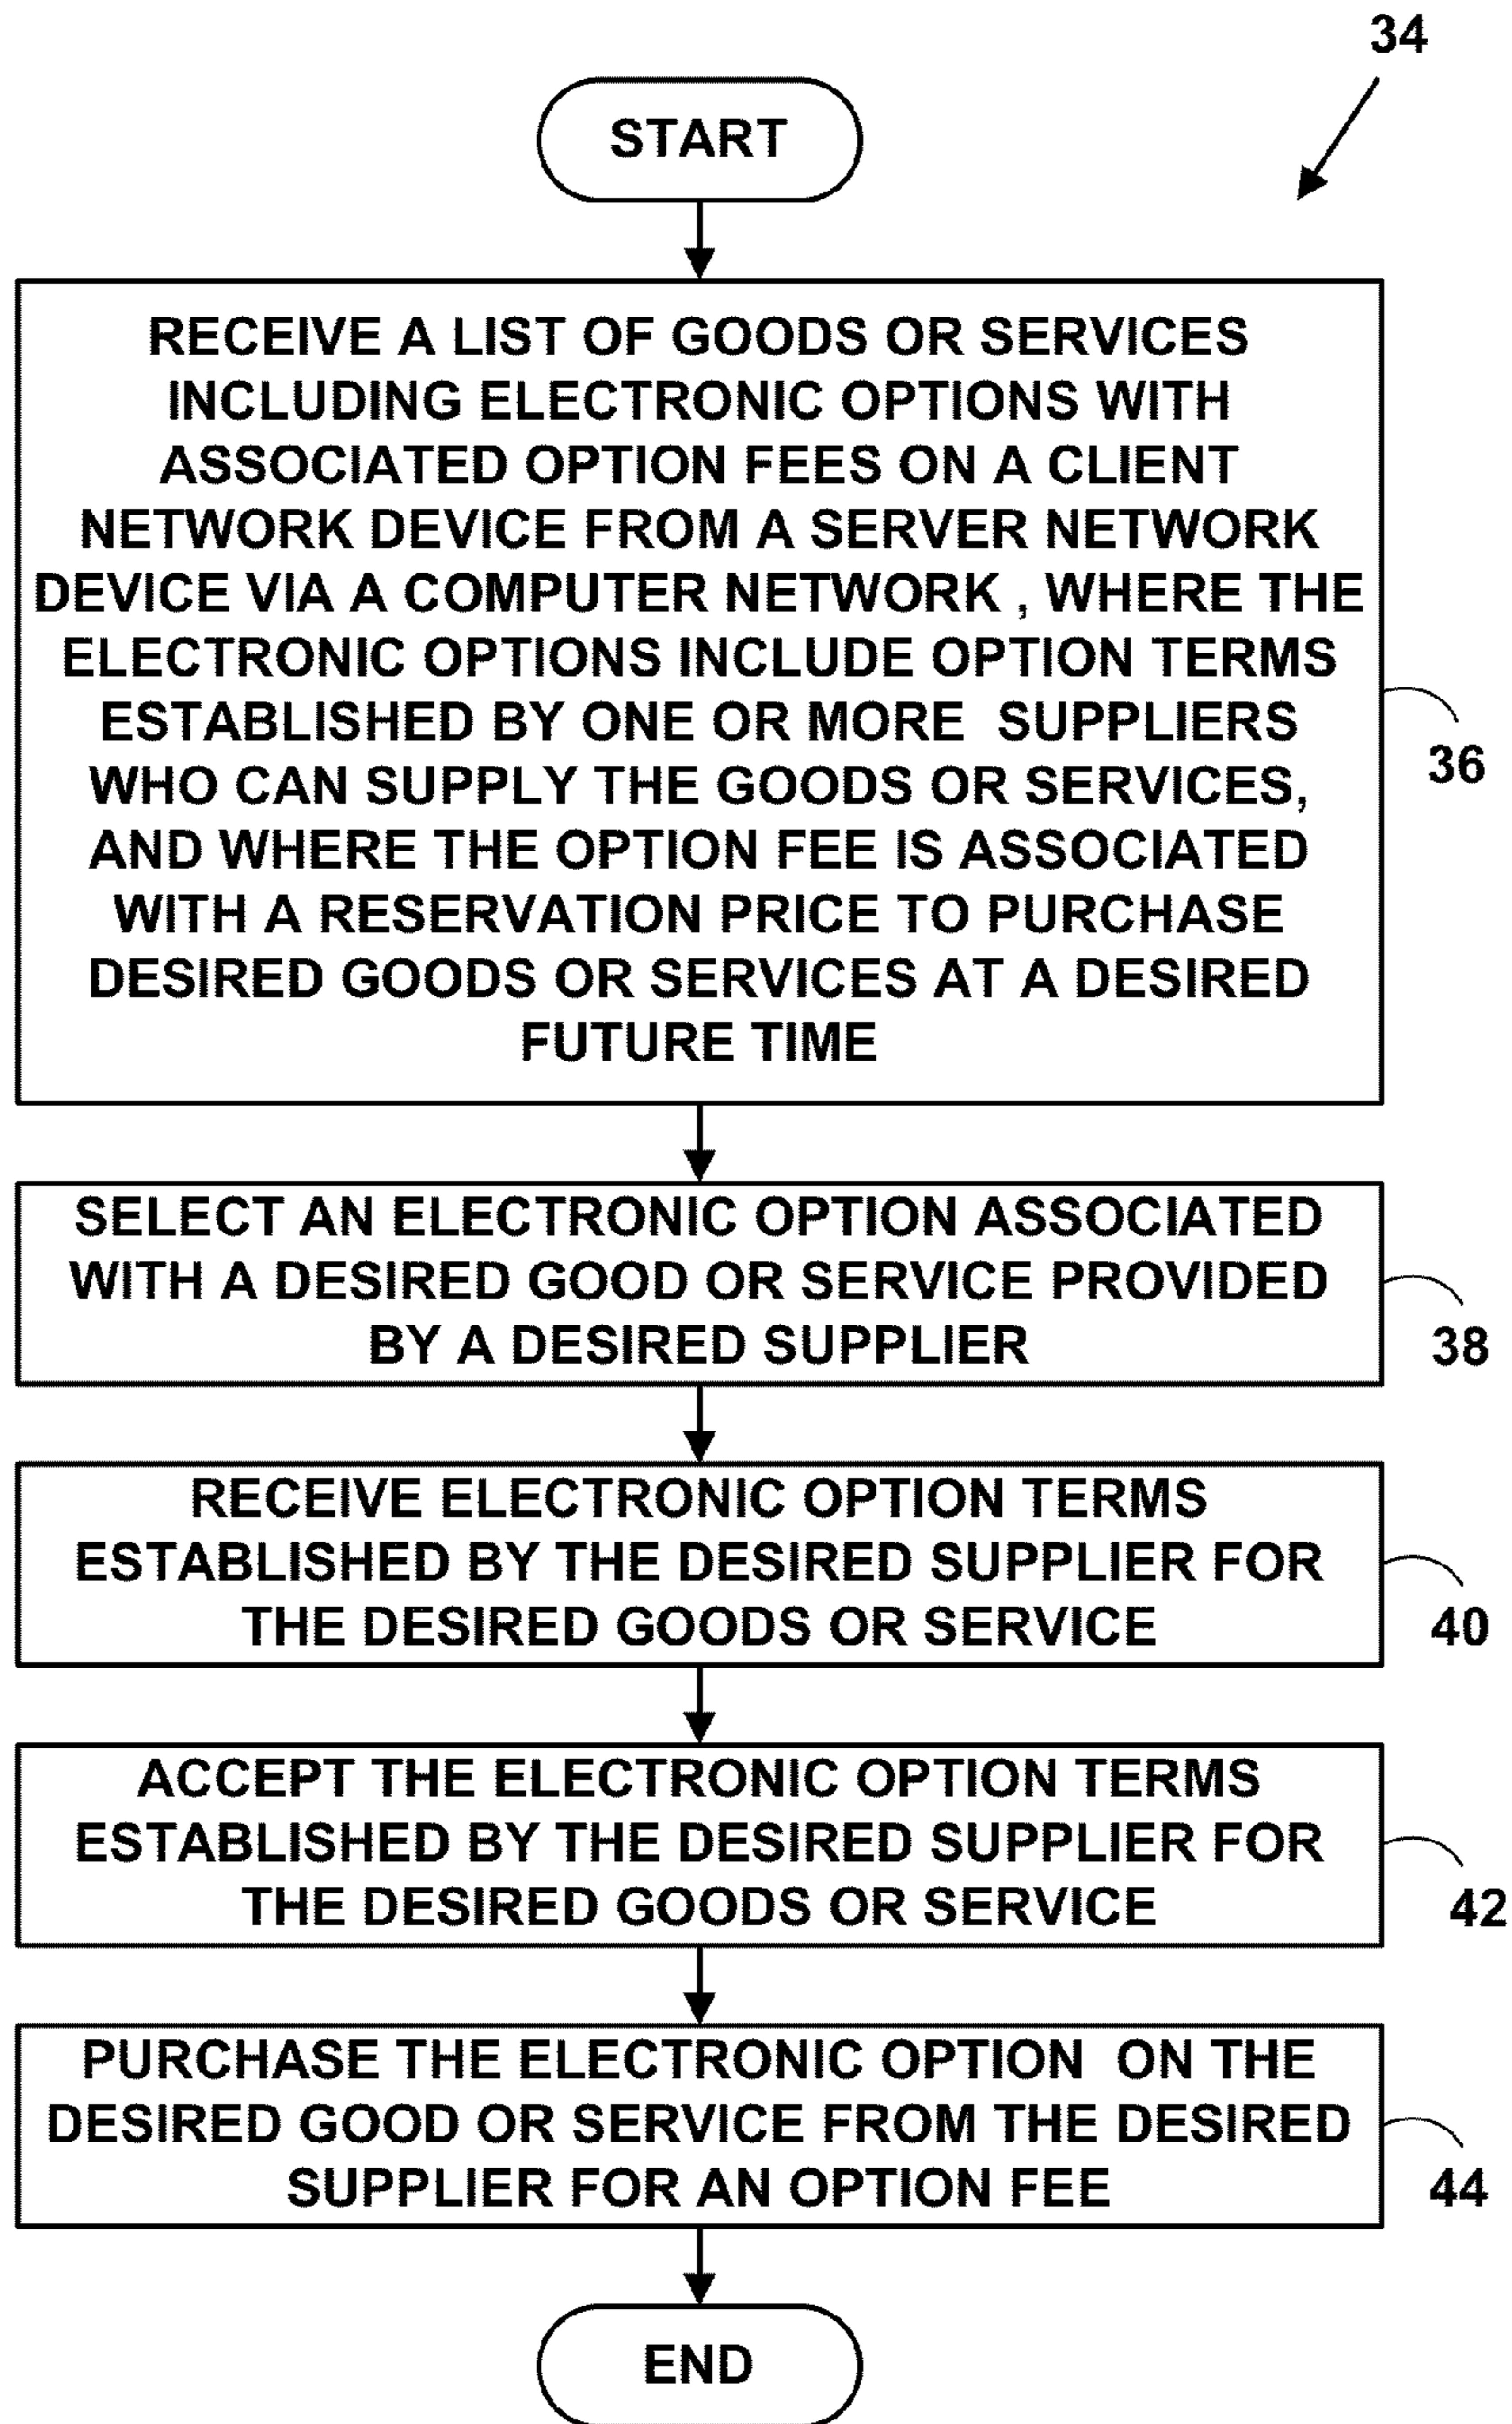 34
START
RECEIVE A LIST OF GOODS OR SERVICES
INCLUDING ELECTRONIC OPTIONS WITH
ASSOCIATED OPTION FEES ON A CLIENT
NETWORK DEVICE FROM A SERVER NETWORK
DEVICE VIA A COMPUTER NETWORK , WHERE THE
ELECTRONIC OPTIONS INCLUDE OPTION TERMS
ESTABLISHED BY ONE OR MORE SUPPLIERS
WHO CAN SUPPLY THE GOODS OR SERVICES,
AND WHERE THE OPTION FEE IS ASSOCIATED
WITH A RESERVATION PRICE TO PURCHASE
DESIRED GOODS OR SERVICES AT A DESIRED
FUTURE TIME
36
SELECT AN ELECTRONIC OPTION ASSOCIATED
WITH A DESIRED GOOD OR SERVICE PROVIDED
BY A DESIRED SUPPLIER
38
RECEIVE ELECTRONIC OPTION TERMS
ESTABLISHED BY THE DESIRED SUPPLIER FOR
THE DESIRED GOODS OR SERVICE
40
ACCEPT THE ELECTRONIC OPTION TERMS
ESTABLISHED BY THE DESIRED SUPPLIER FOR
THE DESIRED GOODS OR SERVICE
42
PURCHASE THE ELECTRONIC OPTION ON THE
DESIRED GOOD OR SERVICE FROM THE DESIRED
SUPPLIER FOR AN OPTION FEE
44
END